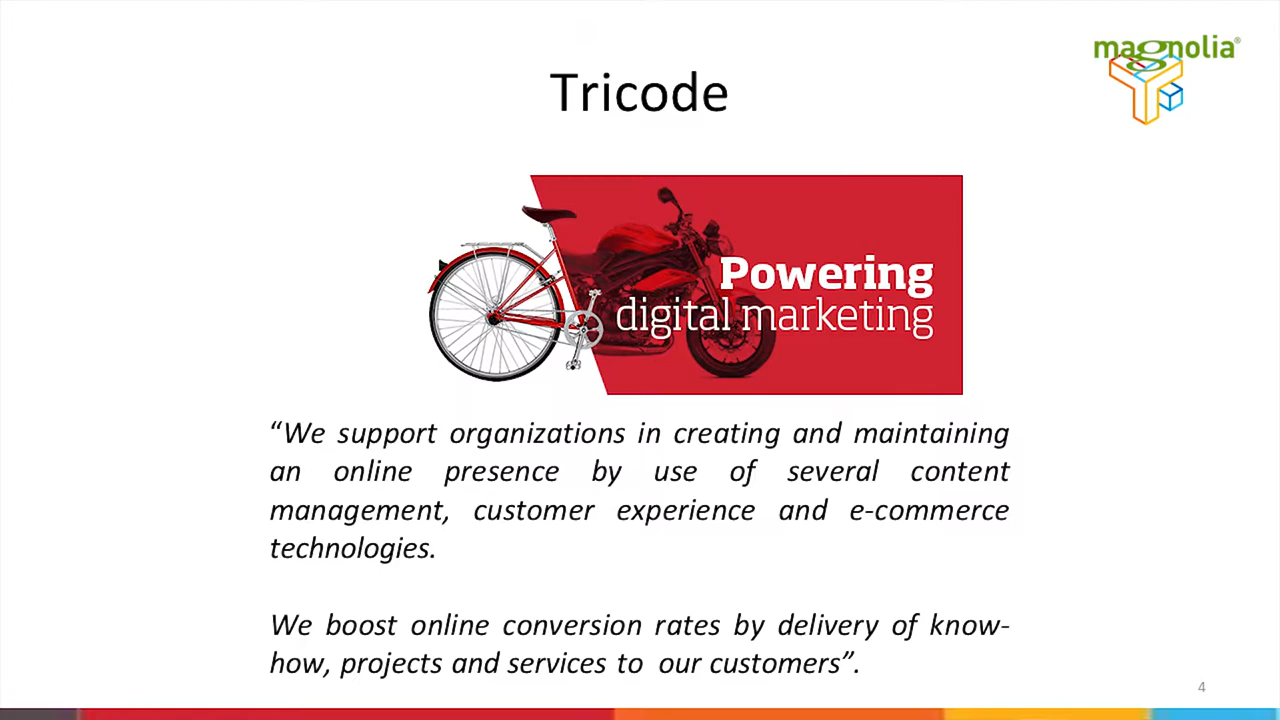 magnolia®
Tricode
Powering
digital marketing
“We support organizations in creating and maintaining
an online presence by use of several content
management, customer experience and e-commerce
technologies.
We boost online conversion rates by delivery of know-
how, projects and services to our customers”.
4